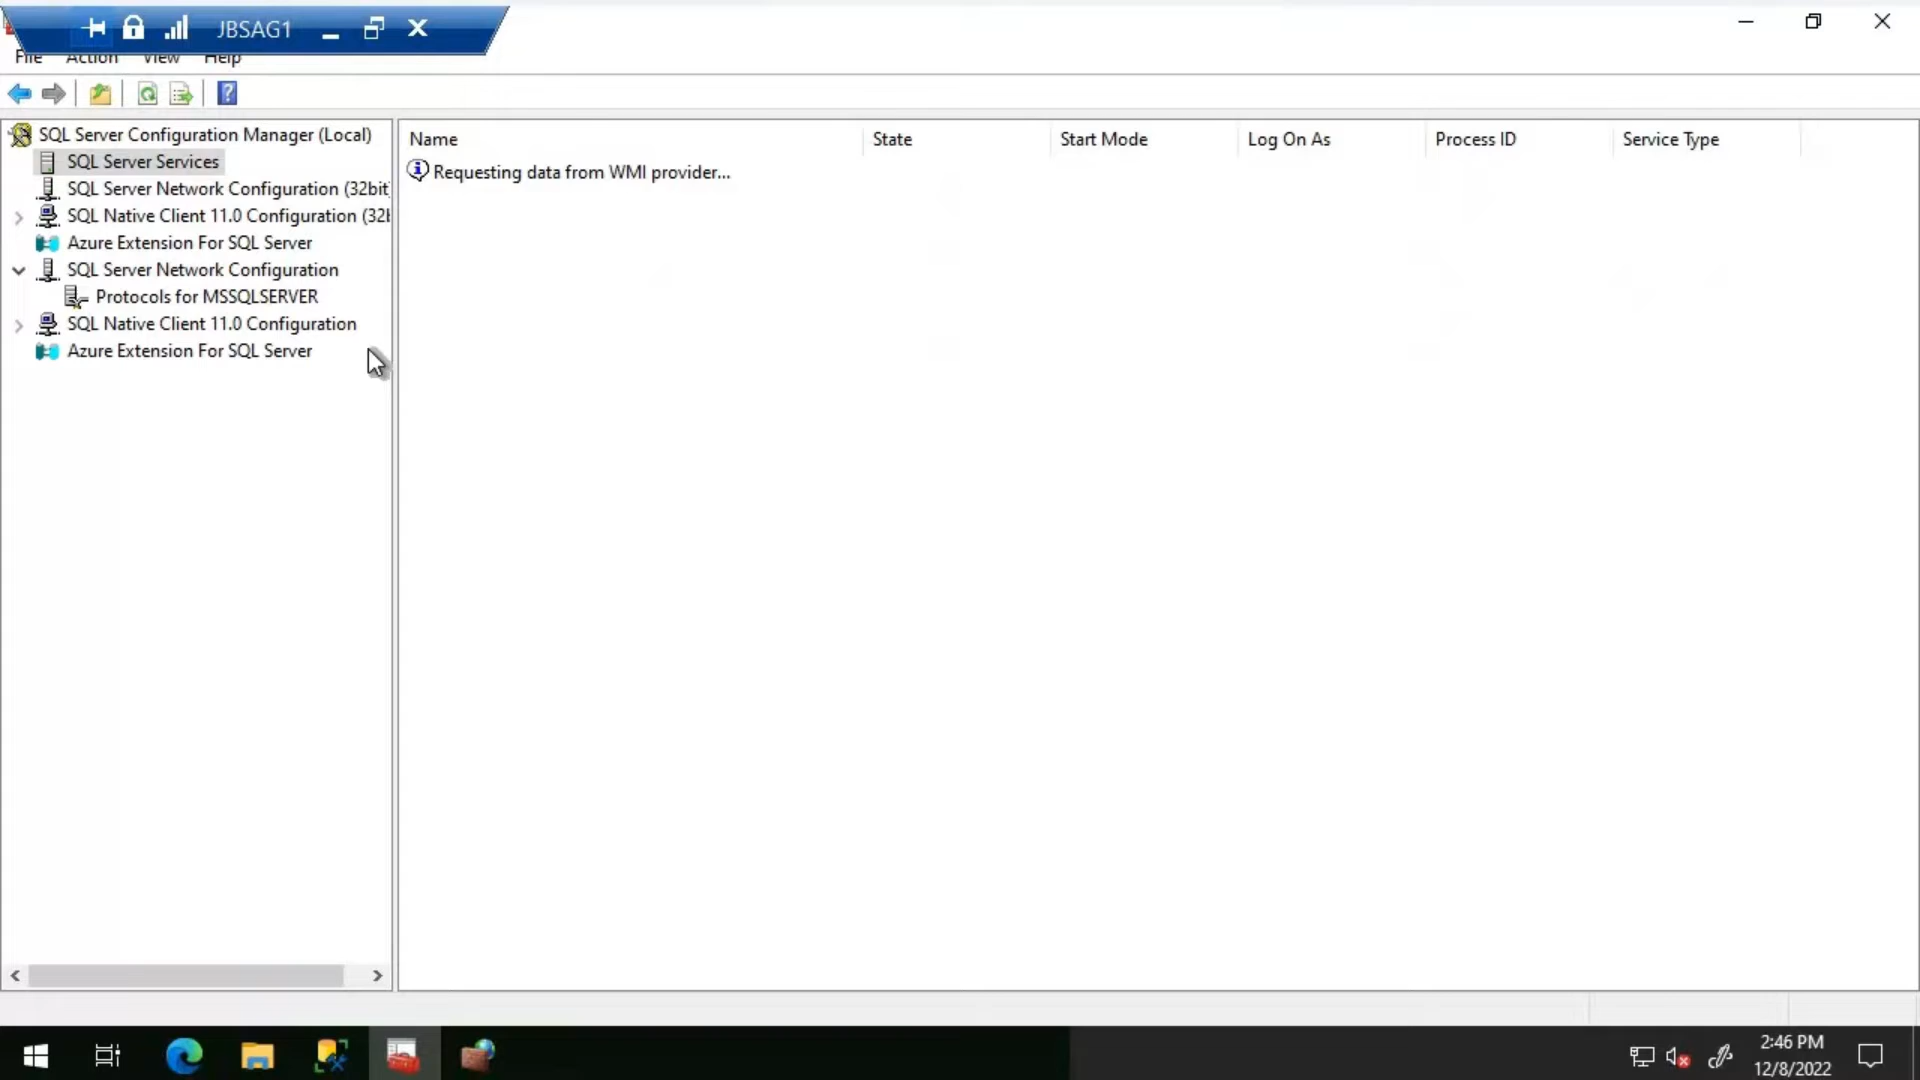 JBSAG1
File Action View Help
SQL Server Configuration Manager (Local)
SQL Server Services
SQL Server Network Configuration (32bit
SQL Native Client 11.0 Configuration (32b
Azure Extension For SQL Server
SQL Server Network Configuration
Protocols for MSSQLSERVER
SQL Native Client 11.0 Configuration
Azure Extension For SQL Server
Name State Start Mode Log On As Process ID Service Type
Requesting data from WMI provider...
2:46 PM
12/8/2022